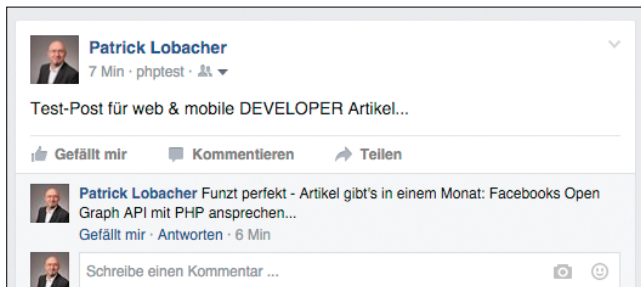 Patrick Lobacher
7 Min · phptest ·
Test-Post für web & mobile DEVELOPER Artikel...
Gefällt mir Kommentieren Teilen
Patrick Lobacher Funzt perfekt - Artikel gibt's in einem Monat: Facebooks Open
Graph API mit PHP ansprechen...
Gefällt mir · Antworten · 6 Min
Schreibe einen Kommentar ...